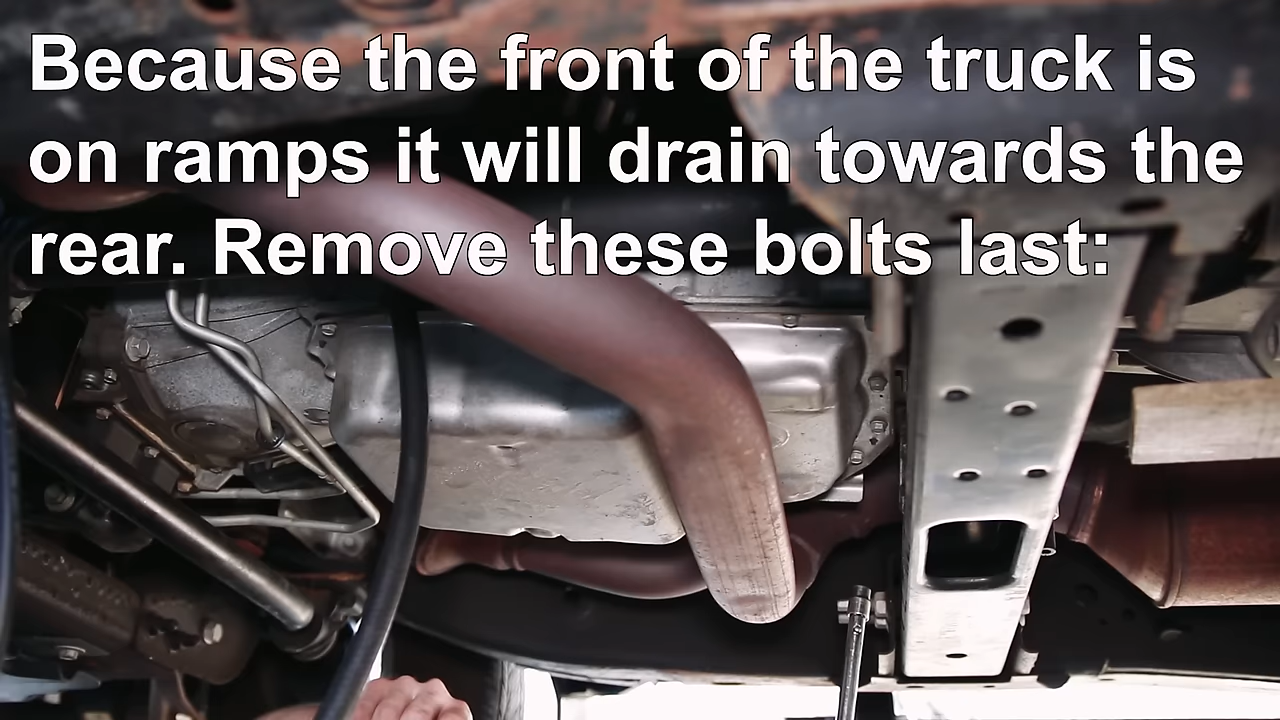 Because the front of the truck is
on ramps it will drain towards the
rear. Remove these bolts last: